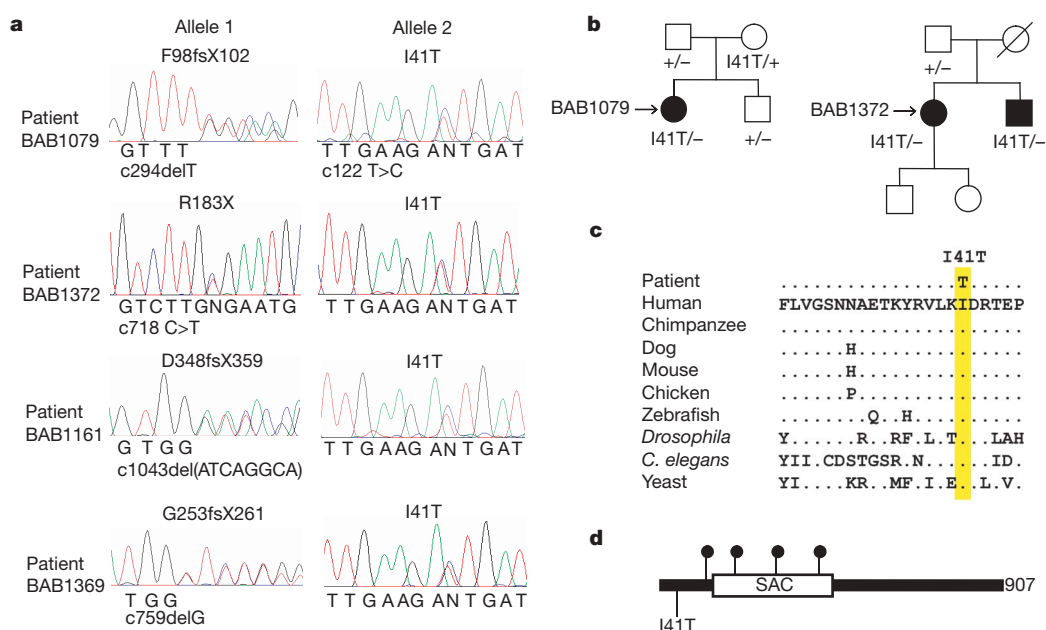 a
Allele 1
Allele 2
F98fsX102
I41T
Patient
BAB1079
G T T T
T T G A A G A N T G A T
c294delT
c122 T>C
R183X
I41T
Patient
BAB1372
G T C T T G N G A A T G
T T G A A G A N T G A T
c718 C>T
D348fsX359
I41T
Patient
BAB1161
G T G G
T T G A A G A N T G A T
c1043del(ATCAGGCA)
G253fsX261
I41T
Patient
BAB1369
T G G
T T G A A G A N T G A T
c759delG
b
+/–
I41T/+
BAB1079
I41T/–
+/–
+/–
BAB1372
I41T/–
I41T/–
c
I41T
Patient T
Human FLVGSNNAETKYRVLKIDRTEP
Chimpanzee ......................
Dog ......H...............
Mouse ......H...............
Chicken ......P...............
Zebrafish ........Q..H..........
Drosophila Y......R..RF.L.T...LAH
C. elegans YII.CDSTGSR.N......ID.
Yeast YI....KR..MF.I.E..L.V.
d
SAC
907
I41T